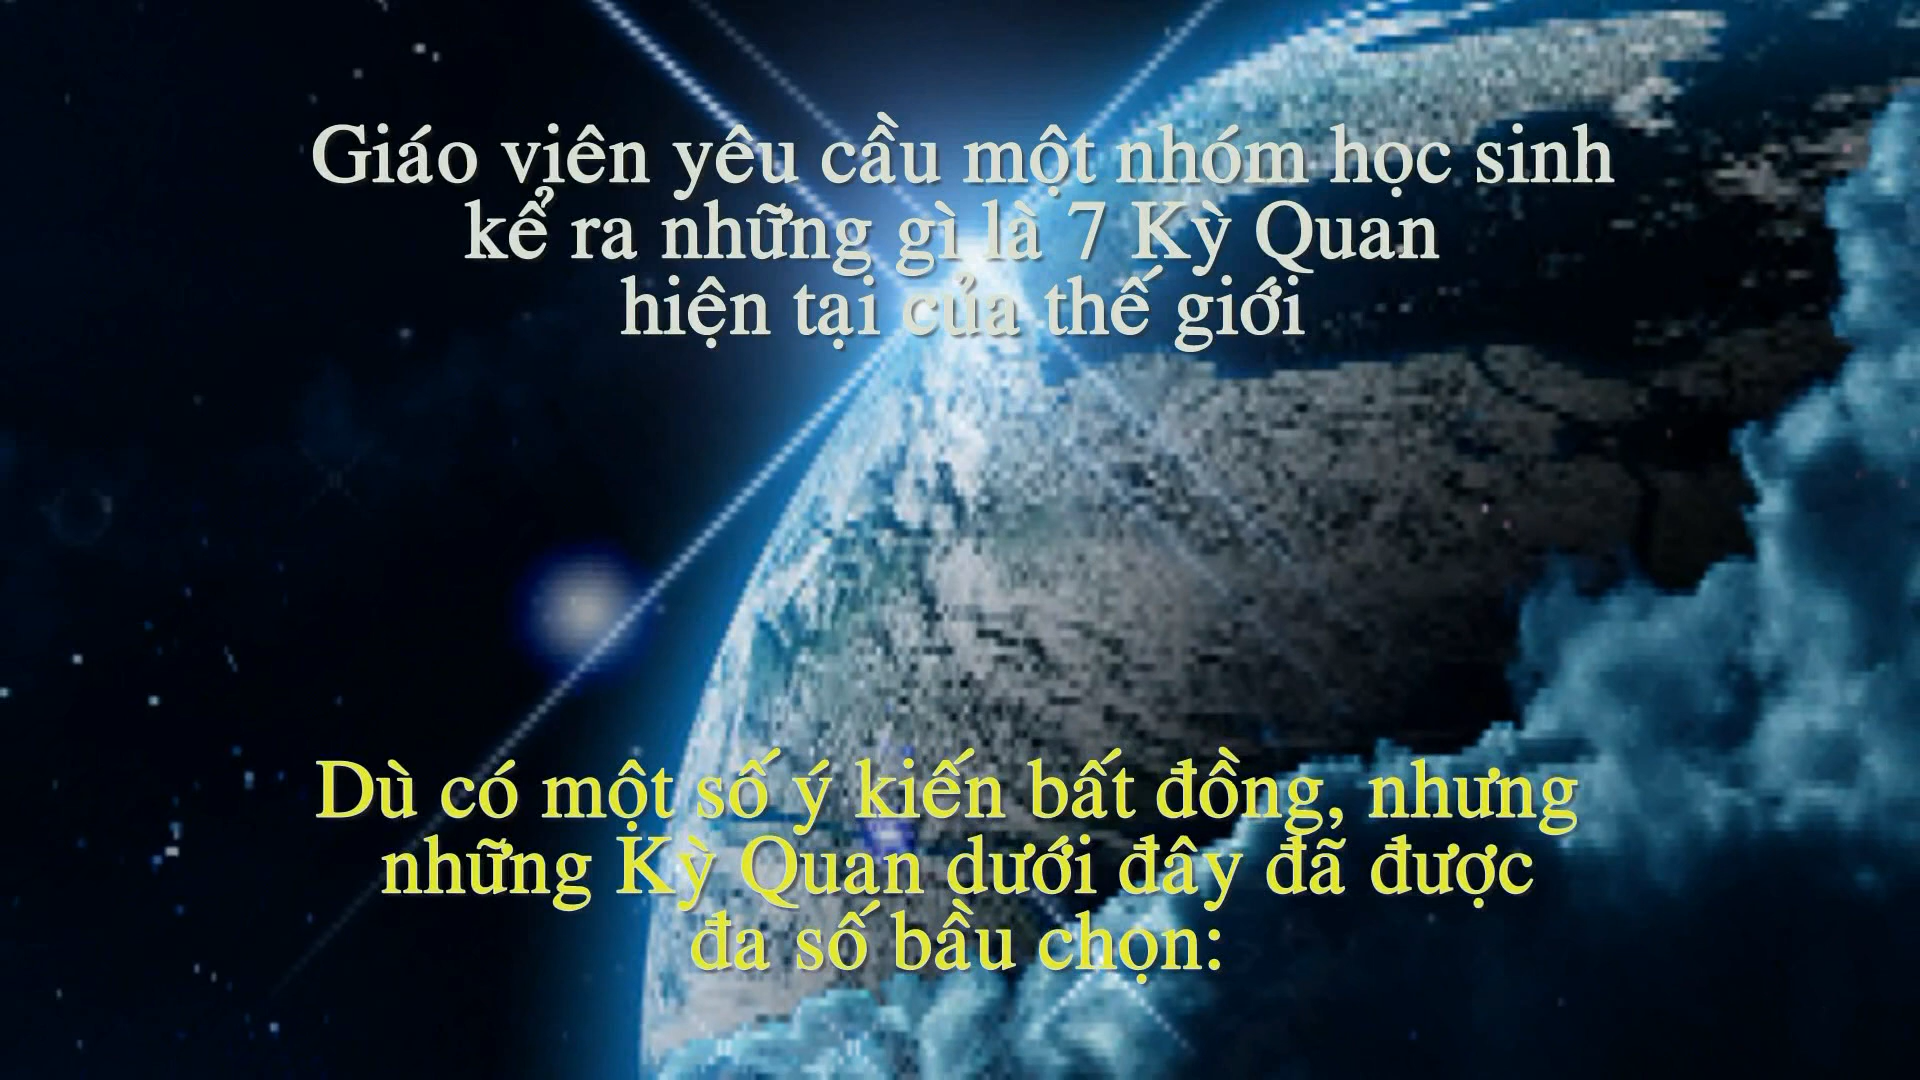 Giáo viên yêu cầu một nhóm học sinh
kể ra những gì là 7 Kỳ Quan
hiện tại của thế giới
Dù có một số ý kiến bất đồng, nhưng
những Kỳ Quan dưới đây đã được
đa số bầu chọn: